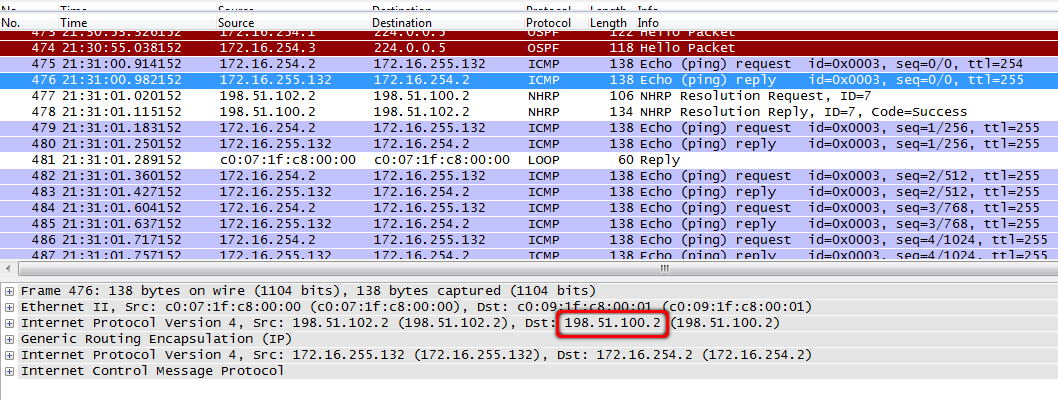 No. Time Source Destination Protocol Length Info
No. Time Source Destination Protocol Length Info
473 21:30:53.326152 172.16.254.1 224.0.0.5 OSPF 122 Hello Packet
474 21:30:55.038152 172.16.254.3 224.0.0.5 OSPF 118 Hello Packet
475 21:31:00.914152 172.16.254.2 172.16.255.132 ICMP 138 Echo (ping) request id=0x0003, seq=0/0, ttl=254
476 21:31:00.982152 172.16.255.132 172.16.254.2 ICMP 138 Echo (ping) reply id=0x0003, seq=0/0, ttl=255
477 21:31:01.020152 198.51.102.2 198.51.100.2 NHRP 106 NHRP Resolution Request, ID=7
478 21:31:01.115152 198.51.100.2 198.51.102.2 NHRP 134 NHRP Resolution Reply, ID=7, Code=Success
479 21:31:01.183152 172.16.254.2 172.16.255.132 ICMP 138 Echo (ping) request id=0x0003, seq=1/256, ttl=255
480 21:31:01.250152 172.16.255.132 172.16.254.2 ICMP 138 Echo (ping) reply id=0x0003, seq=1/256, ttl=255
481 21:31:01.289152 c0:07:1f:c8:00:00 c0:07:1f:c8:00:00 LOOP 60 Reply
482 21:31:01.360152 172.16.254.2 172.16.255.132 ICMP 138 Echo (ping) request id=0x0003, seq=2/512, ttl=255
483 21:31:01.427152 172.16.255.132 172.16.254.2 ICMP 138 Echo (ping) reply id=0x0003, seq=2/512, ttl=255
484 21:31:01.604152 172.16.254.2 172.16.255.132 ICMP 138 Echo (ping) request id=0x0003, seq=3/768, ttl=255
485 21:31:01.637152 172.16.255.132 172.16.254.2 ICMP 138 Echo (ping) reply id=0x0003, seq=3/768, ttl=255
486 21:31:01.717152 172.16.254.2 172.16.255.132 ICMP 138 Echo (ping) request id=0x0003, seq=4/1024, ttl=255
487 21:31:01.757152 172.16.255.132 172.16.254.2 ICMP 138 Echo (ping) reply id=0x0003, seq=4/1024, ttl=255
Frame 476: 138 bytes on wire (1104 bits), 138 bytes captured (1104 bits)
Ethernet II, Src: c0:07:1f:c8:00:00 (c0:07:1f:c8:00:00), Dst: c0:09:1f:c8:00:01 (c0:09:1f:c8:00:01)
Internet Protocol Version 4, Src: 198.51.102.2 (198.51.102.2), Dst: 198.51.100.2 (198.51.100.2)
Generic Routing Encapsulation (IP)
Internet Protocol Version 4, Src: 172.16.255.132 (172.16.255.132), Dst: 172.16.254.2 (172.16.254.2)
Internet Control Message Protocol